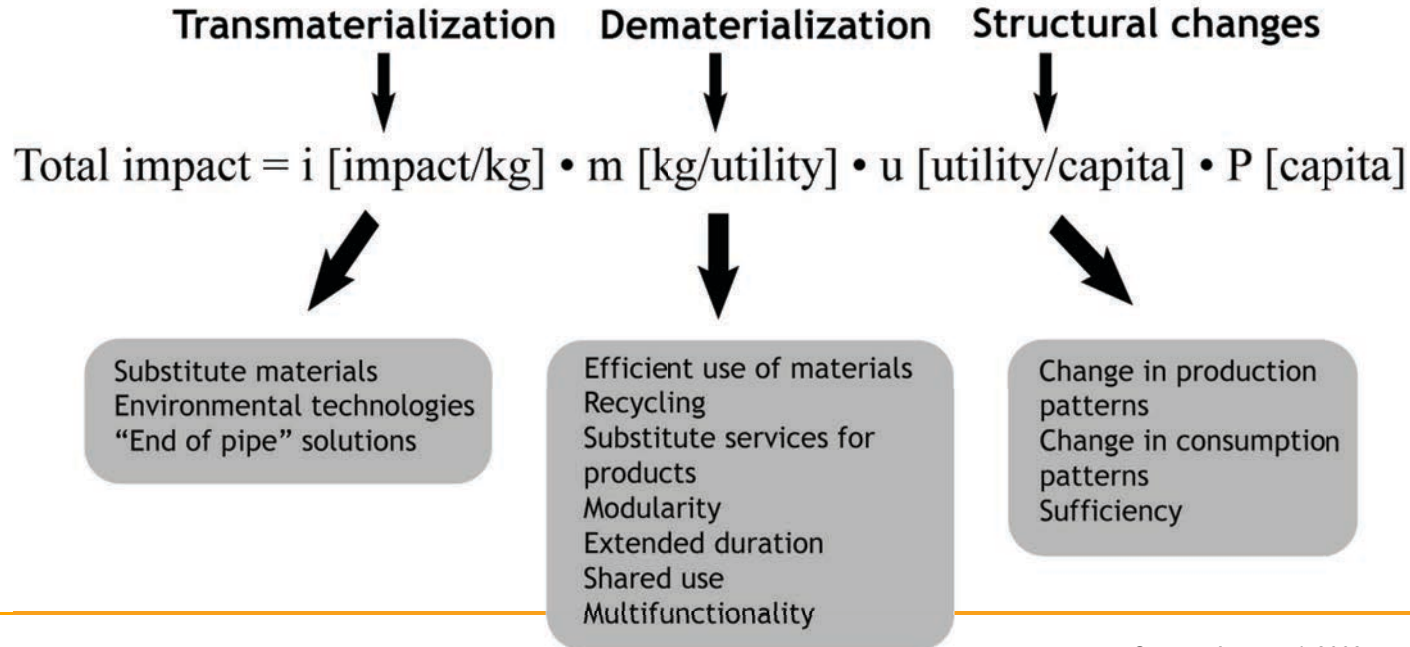 Transmaterialization Dematerialization Structural changes
Total impact = i [impact/kg] • m [kg/utility] • u [utility/capita] • P [capita]
Substitute materials
Environmental technologies
“End of pipe” solutions
Efficient use of materials
Recycling
Substitute services for
products
Modularity
Extended duration
Shared use
Multifunctionality
Change in production
patterns
Change in consumption
patterns
Sufficiency